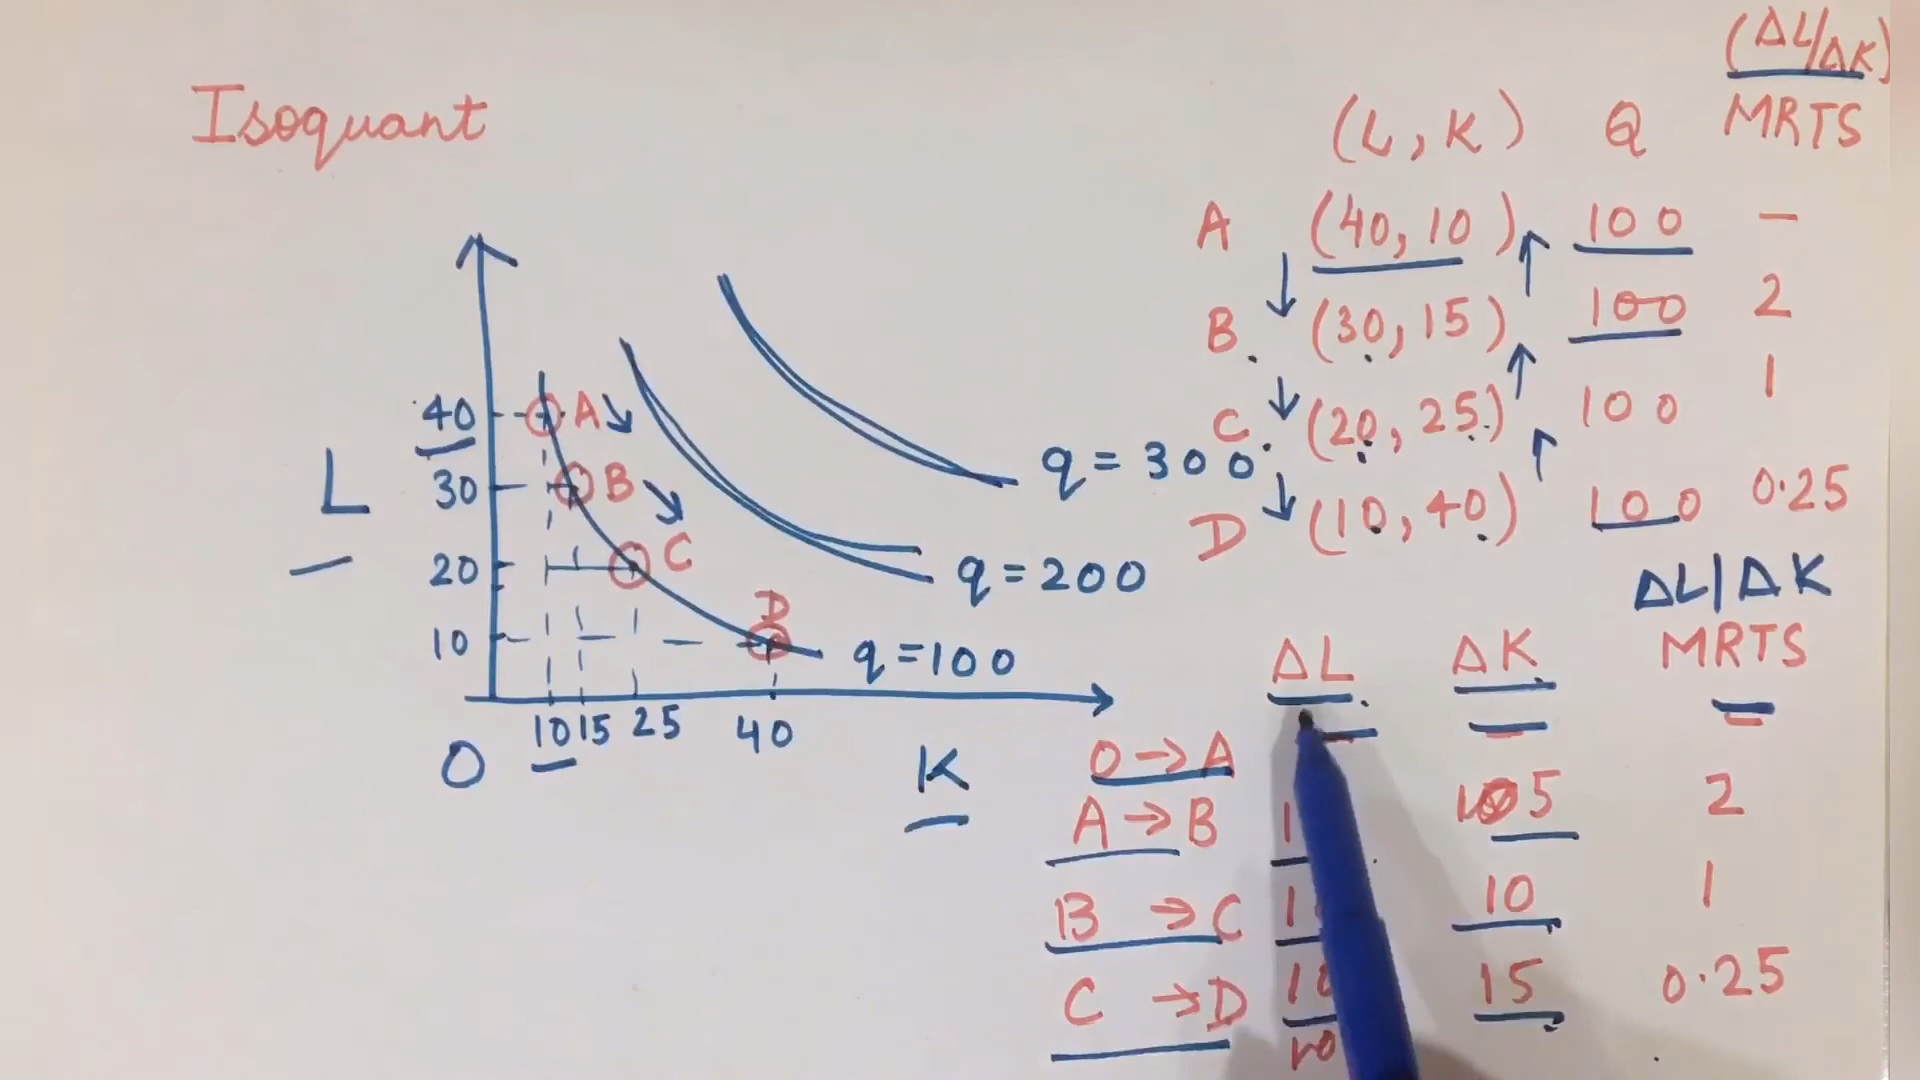 Isoquant
(ΔL/ΔK)
(L, K) Q MRTS
A (40, 10) 100 –
B (30, 15) 100 2
C (20, 25) 100 1
D (10, 40) 100 0.25
L
40 A
30 B
20 C
10 D
q = 300
q = 200
q = 100
10 15 25 40
O K
ΔL/ΔK
ΔL ΔK MRTS
O → A
A → B 5 2
B → C 10 1
C → D 10 15 0.25
10